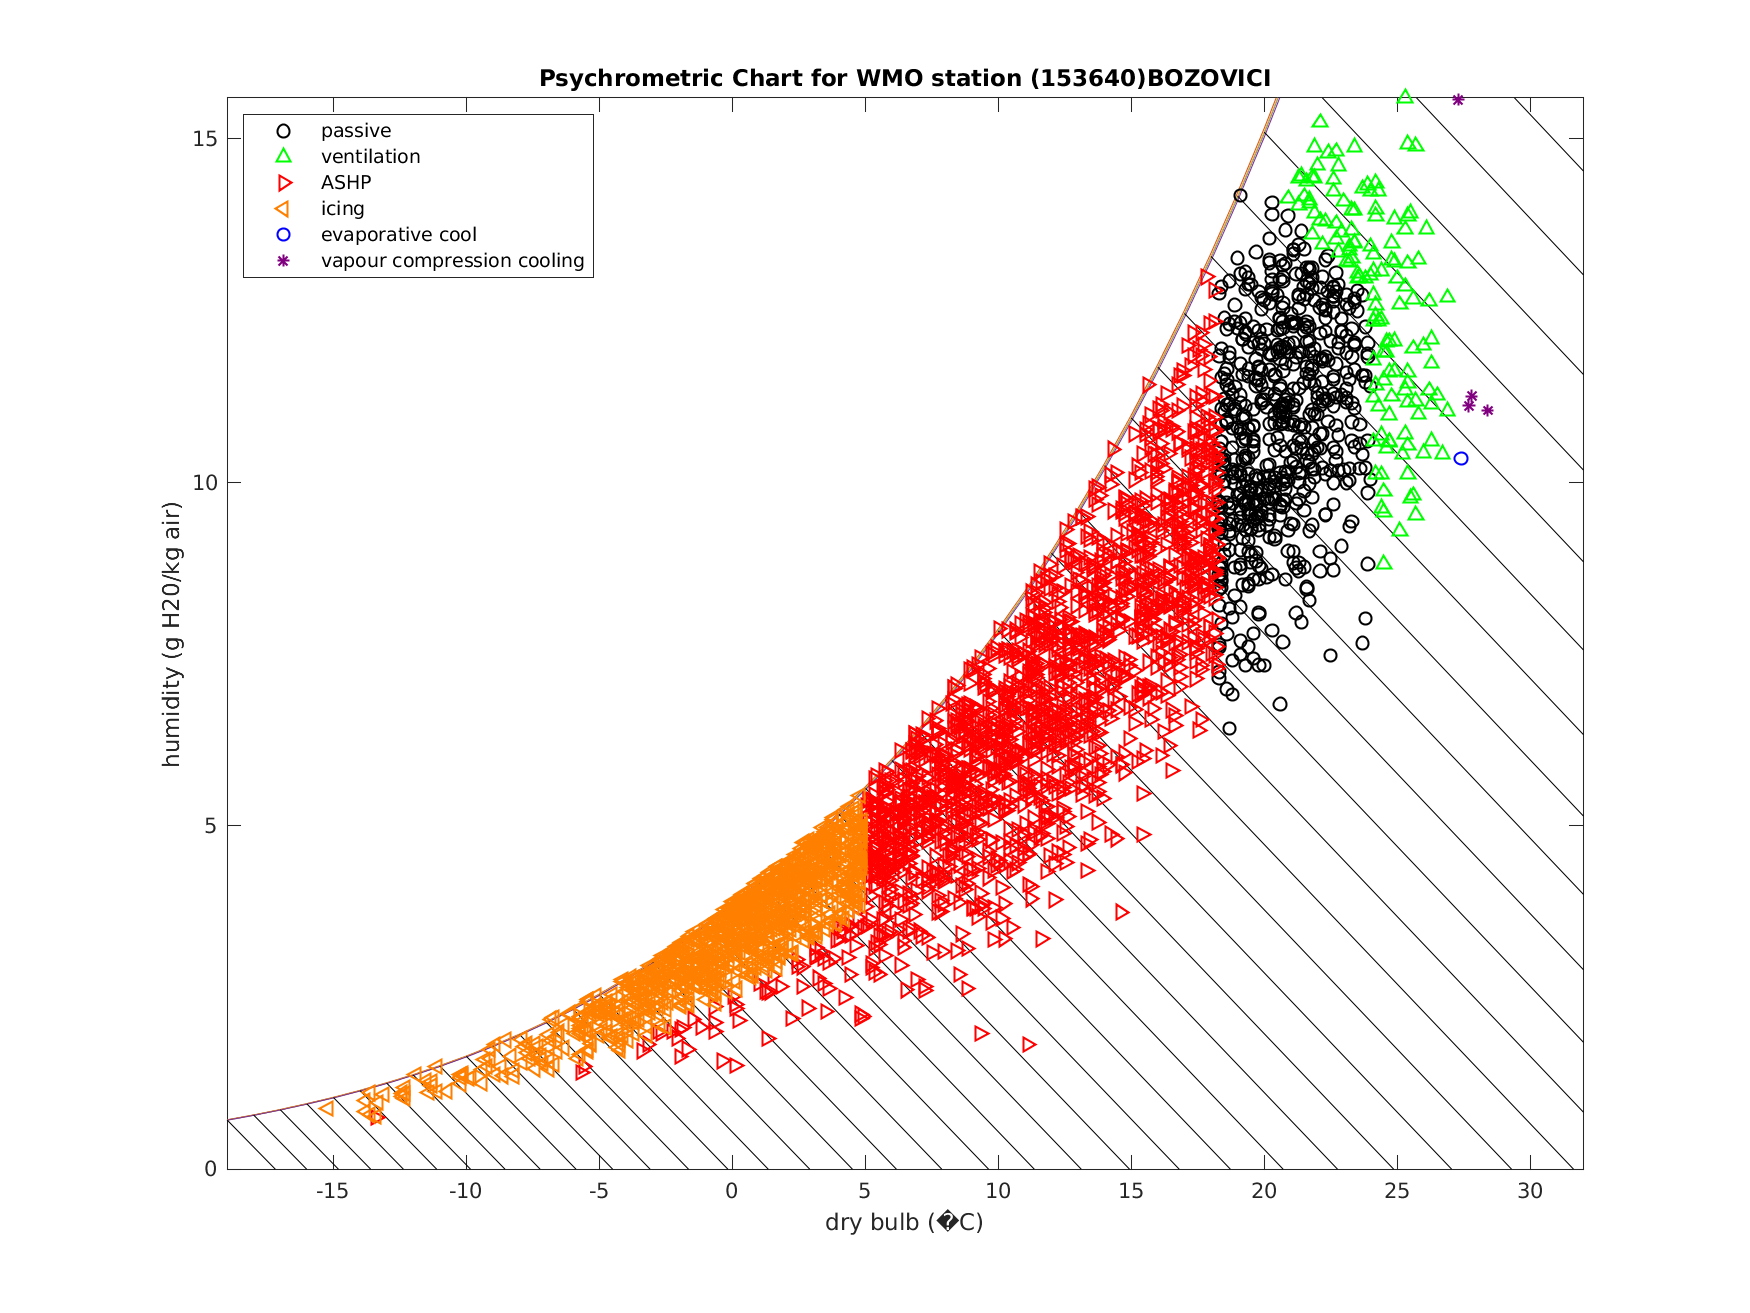 Psychrometric Chart for WMO station (153640)BOZOVICI
passive
ventilation
ASHP
icing
evaporative cool
vapour compression cooling
15
10
5
0
humidity (g H20/kg air)
-15 -10 -5 0 5 10 15 20 25 30
dry bulb (�C)